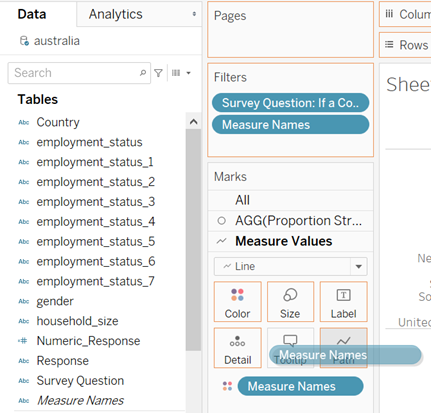 Data
Analytics
australia
Search
Tables
Abc Country
Abc employment_status
Abc employment_status_1
Abc employment_status_2
Abc employment_status_3
Abc employment_status_4
Abc employment_status_5
Abc employment_status_6
Abc employment_status_7
Abc gender
Abc household_size
=# Numeric_Response
Abc Response
Abc Survey Question
Abc Measure Names
Pages
Filters
Survey Question: If a Co..
Measure Names
Marks
All
AGG(Proportion Str...
Measure Values
Line
Color
Size
Label
Detail
Tooltip
Path
Measure Names
Measure Names
iii Colum
Rows
Shee
Ne
S
So
United